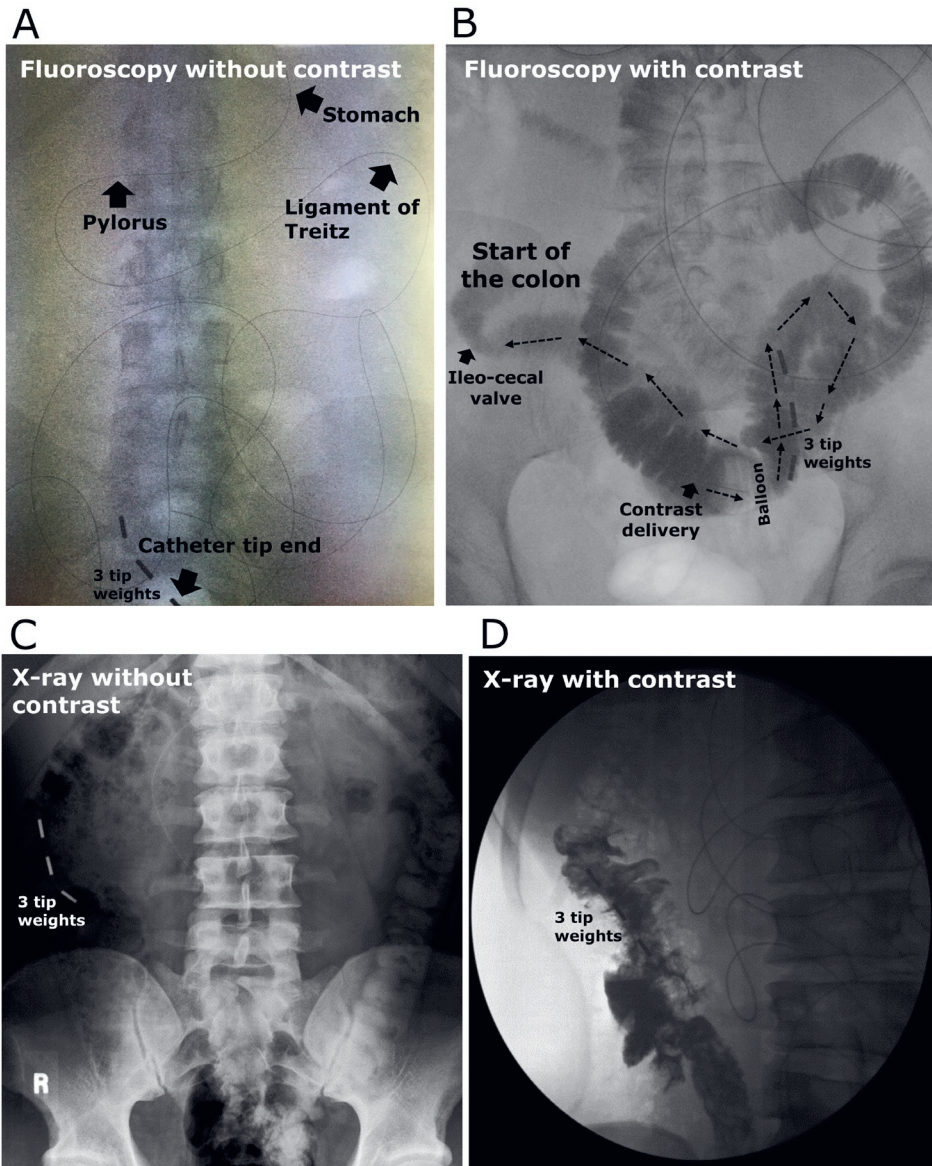 A
Fluoroscopy without contrast
Stomach
Ligament of
Treitz
Pylorus
Catheter tip end
3 tip
weights
B
Fluoroscopy with contrast
Start of
the colon
Ileo-cecal
valve
3 tip
weights
Balloon
Contrast
delivery
C
X-ray without
contrast
3 tip
weights
R
D
X-ray with contrast
3 tip
weights